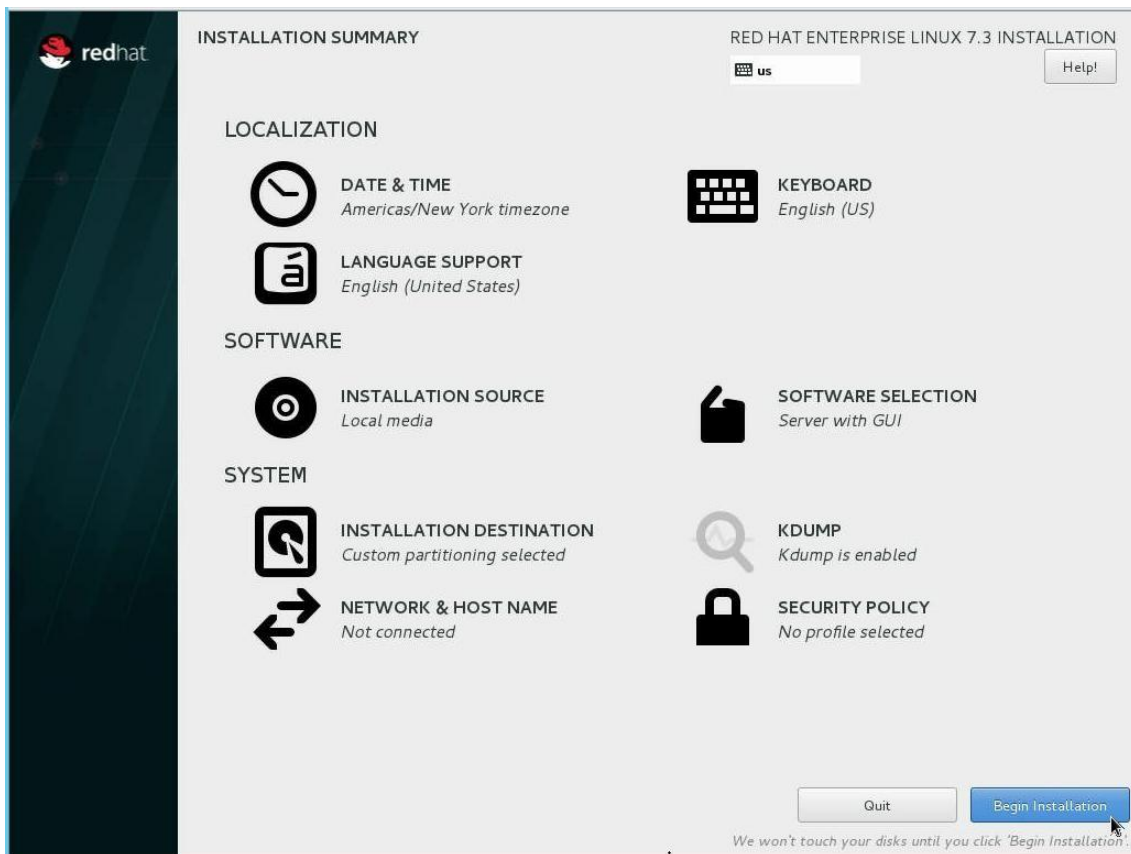 redhat
INSTALLATION SUMMARY
RED HAT ENTERPRISE LINUX 7.3 INSTALLATION
us
Help!
LOCALIZATION
DATE & TIME
Americas/New York timezone
KEYBOARD
English (US)
á
LANGUAGE SUPPORT
English (United States)
SOFTWARE
INSTALLATION SOURCE
Local media
SOFTWARE SELECTION
Server with GUI
SYSTEM
INSTALLATION DESTINATION
Custom partitioning selected
KDUMP
Kdump is enabled
NETWORK & HOST NAME
Not connected
SECURITY POLICY
No profile selected
Quit
Begin Installation
We won't touch your disks until you click 'Begin Installation'.